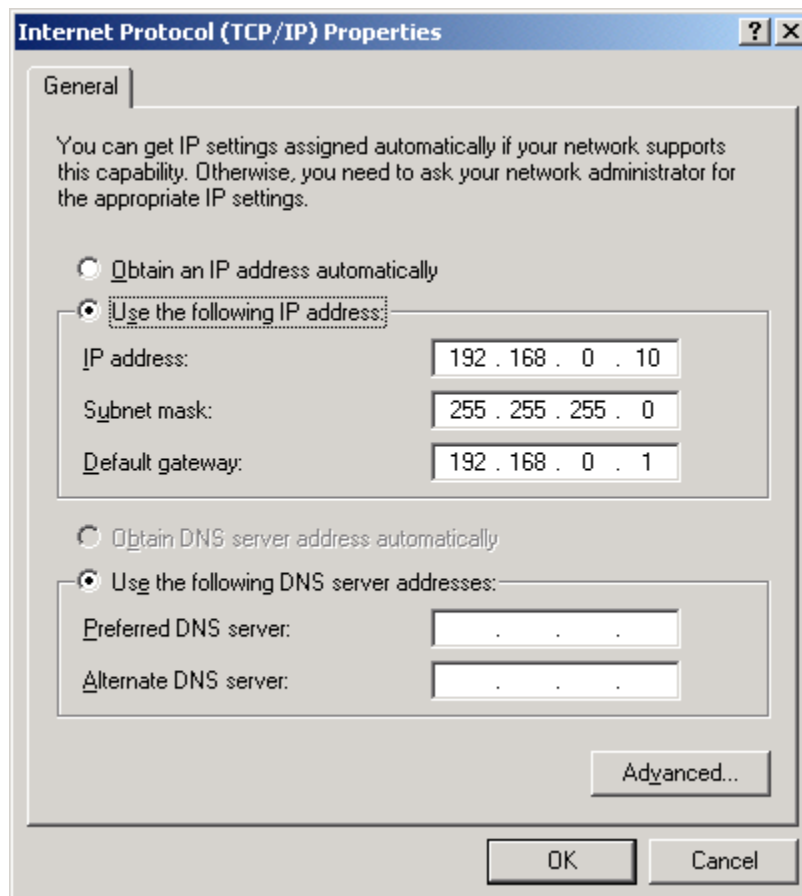 Internet Protocol (TCP/IP) Properties
General
You can get IP settings assigned automatically if your network supports
this capability. Otherwise, you need to ask your network administrator for
the appropriate IP settings.
Obtain an IP address automatically
Use the following IP address:
IP address: 192 . 168 . 0 . 10
Subnet mask: 255 . 255 . 255 . 0
Default gateway: 192 . 168 . 0 . 1
Obtain DNS server address automatically
Use the following DNS server addresses:
Preferred DNS server: . . .
Alternate DNS server: . . .
Advanced...
OK Cancel